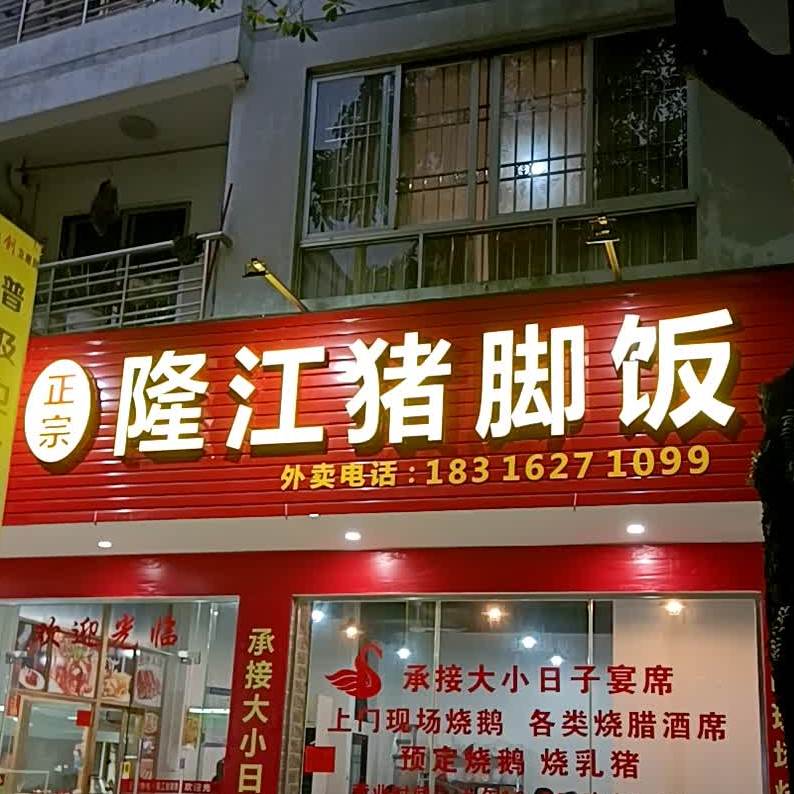 正宗
隆江猪脚饭
外卖电话：183 1627 1099
普
级
欢迎光临
承接大小日
承接大小日子宴席
上门现场烧鹅 各类烧腊酒席
预定烧鹅 烧乳猪